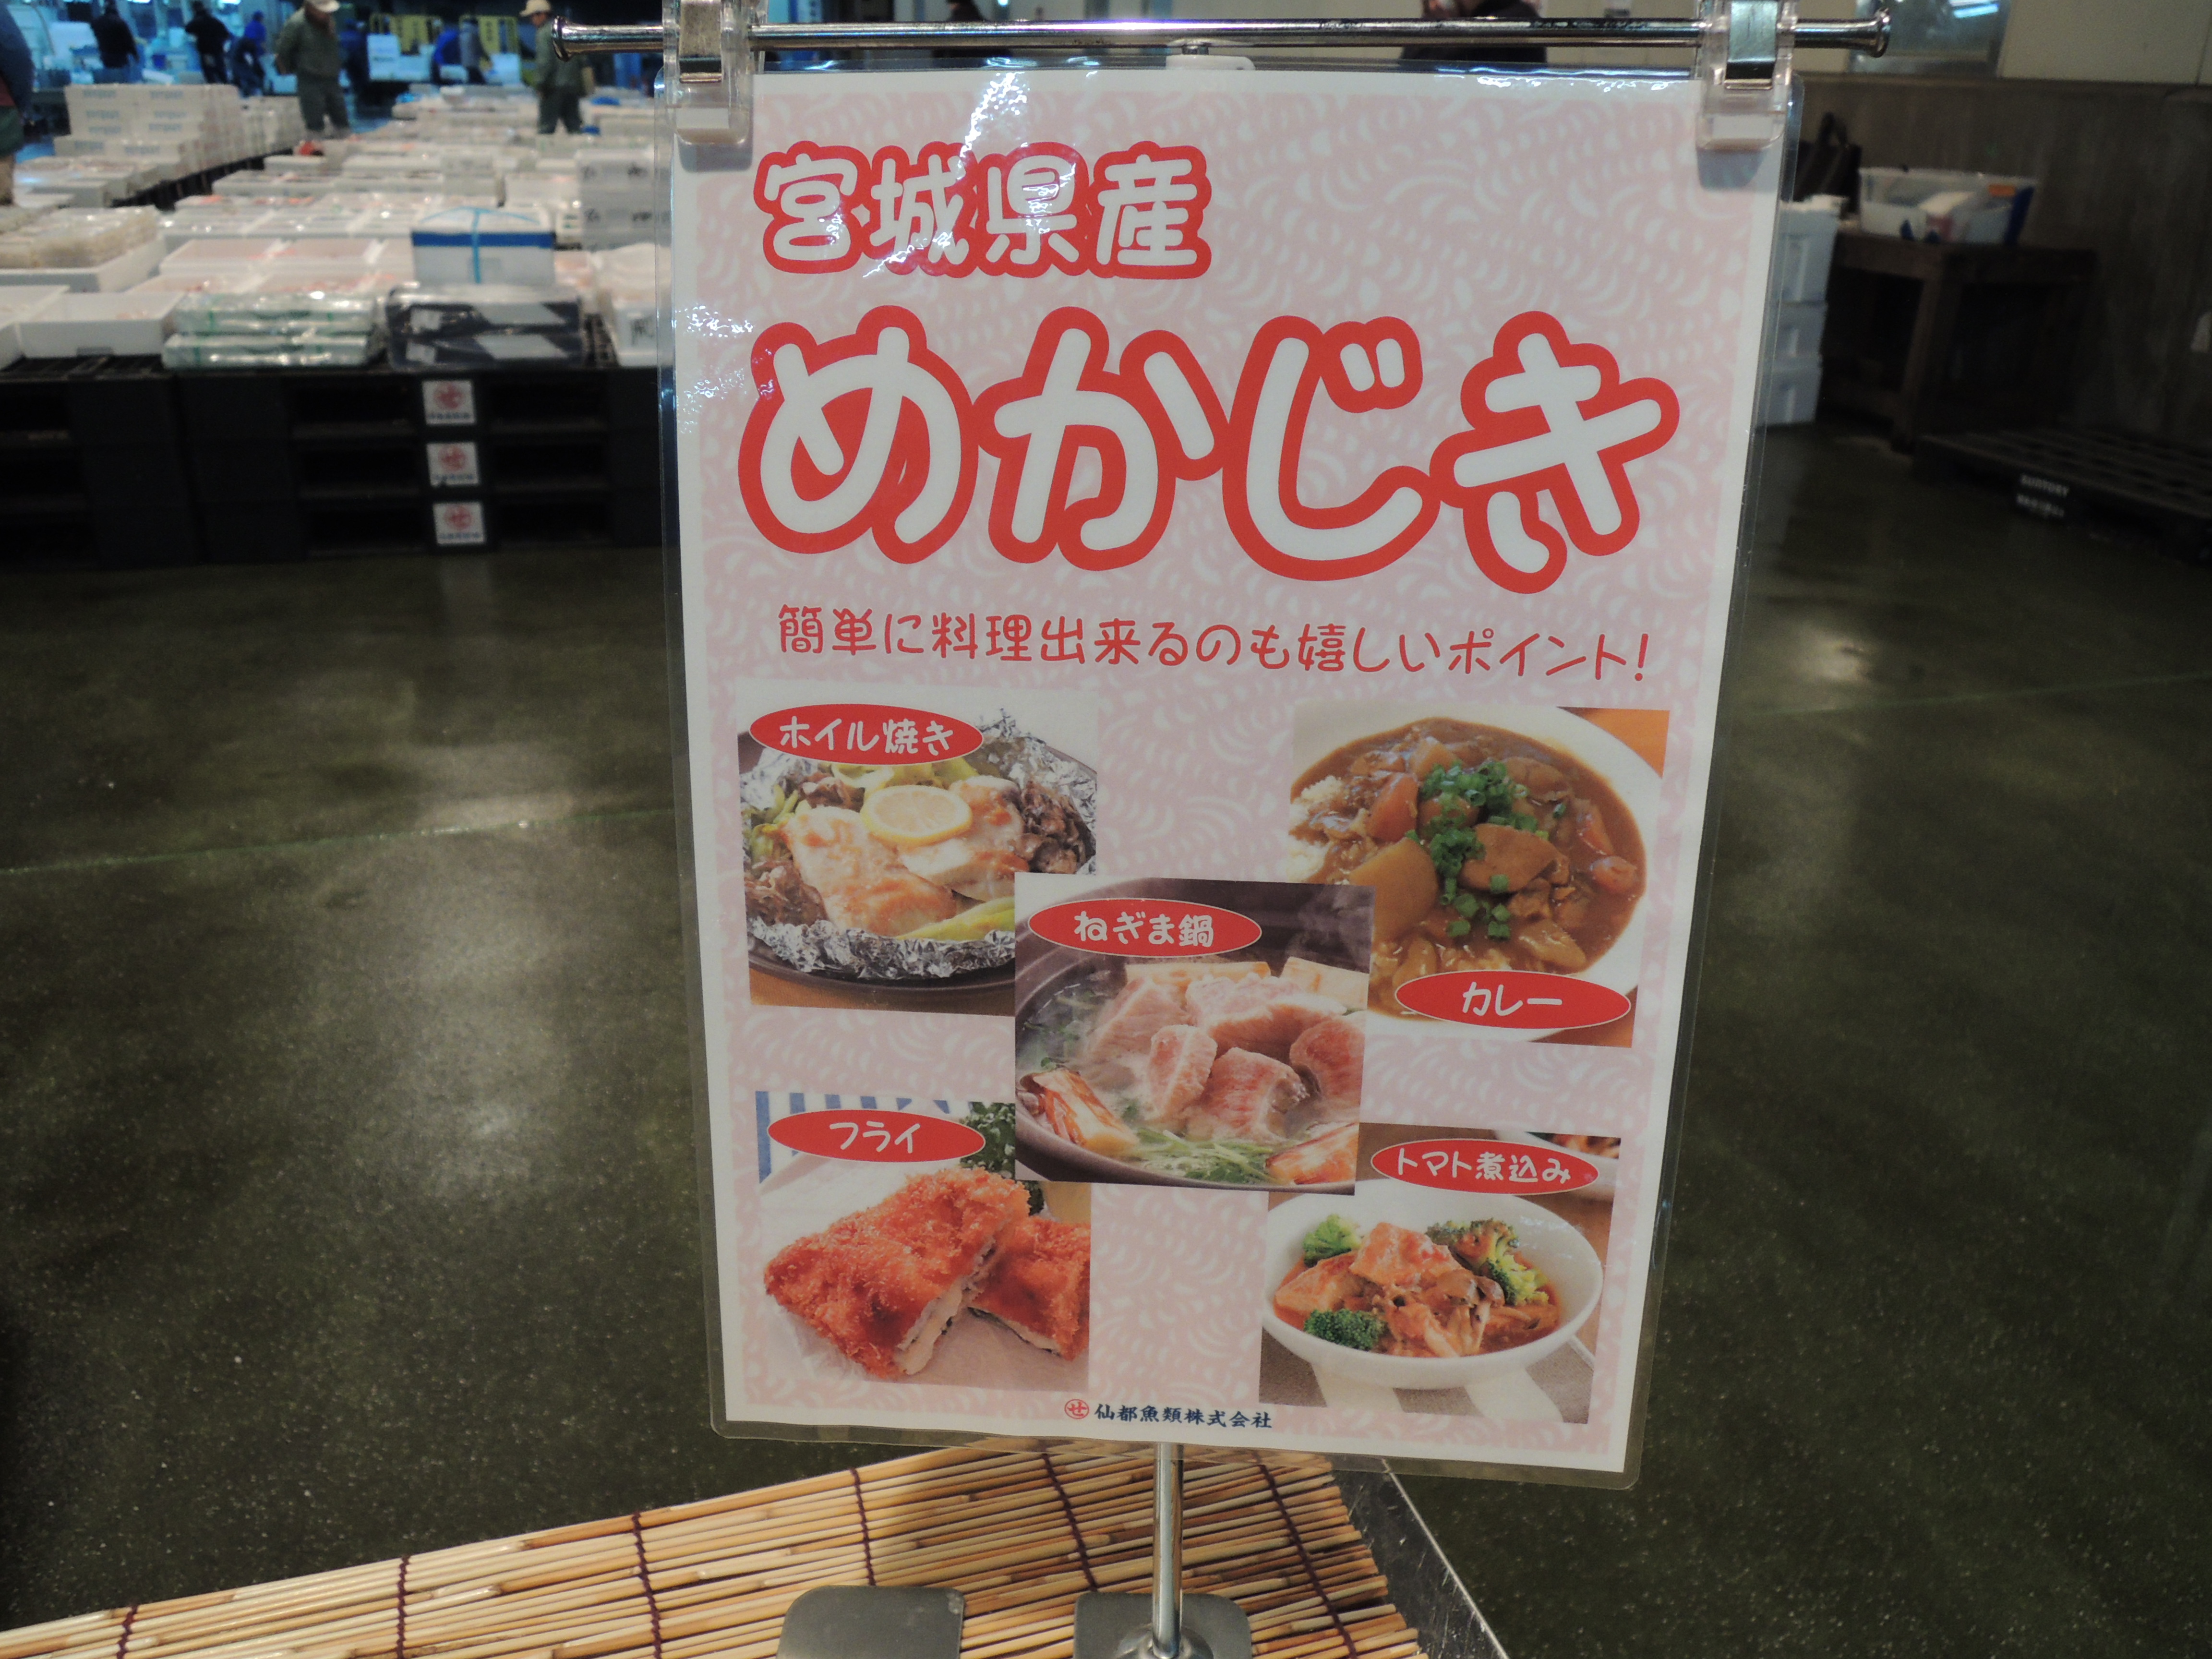 宮城県産
めかじき
簡単に料理出来るのも嬉しいポイント!
ホイル焼き
ねぎま鍋
カレー
フライ
トマト煮込み
せ 仙都魚類株式会社
SUNTORY